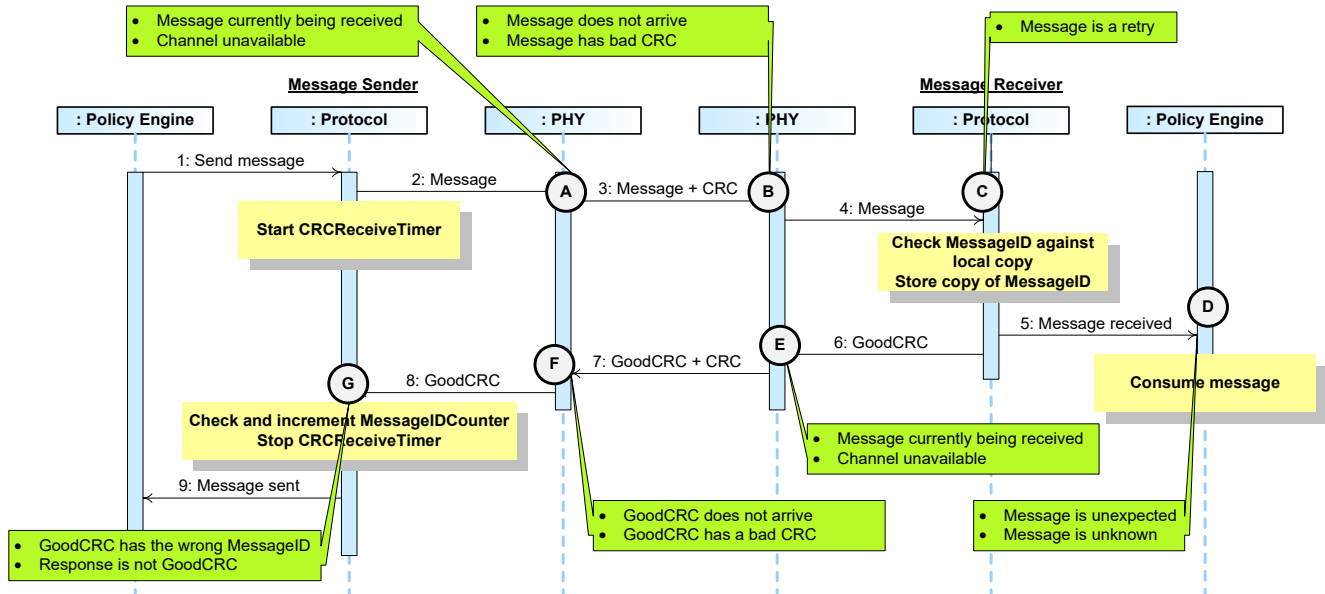 • Message currently being received
• Channel unavailable
• Message does not arrive
• Message has bad CRC
• Message is a retry
Message Sender
Message Receiver
: Policy Engine
: Protocol
: PHY
: PHY
: Protocol
: Policy Engine
1: Send message
2: Message
A
3: Message + CRC
B
4: Message
C
Start CRCReceiveTimer
Check MessageID against
local copy
Store copy of MessageID
D
5: Message received
E
6: GoodCRC
F
7: GoodCRC + CRC
G
8: GoodCRC
Consume message
Check and increment MessageIDCounter
Stop CRCReceiveTimer
• Message currently being received
• Channel unavailable
9: Message sent
• GoodCRC does not arrive
• GoodCRC has a bad CRC
• Message is unexpected
• Message is unknown
• GoodCRC has the wrong MessageID
• Response is not GoodCRC